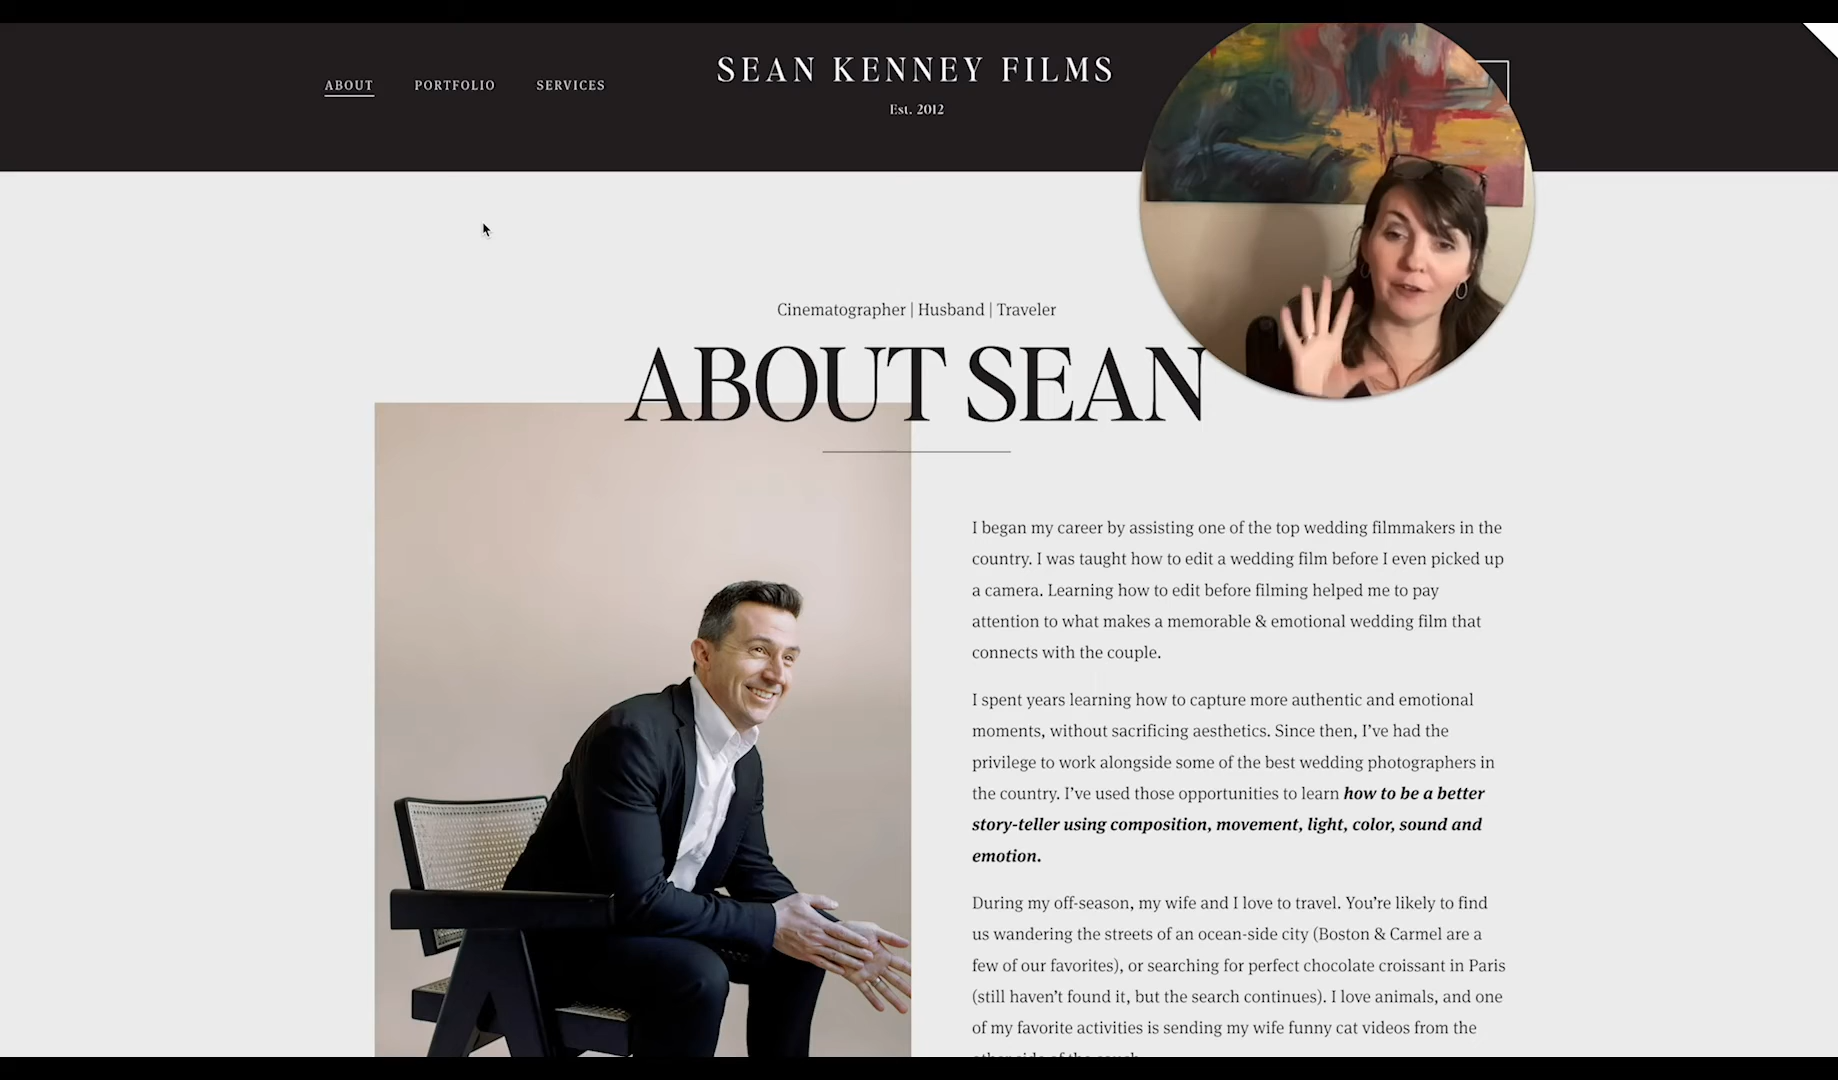 ABOUT
PORTFOLIO
SERVICES
SEAN KENNEY FILMS
Est. 2012
Cinematographer | Husband | Traveler
ABOUT SEAN
I began my career by assisting one of the top wedding filmmakers in the
country. I was taught how to edit a wedding film before I even picked up
a camera. Learning how to edit before filming helped me to pay
attention to what makes a memorable & emotional wedding film that
connects with the couple.
I spent years learning how to capture more authentic and emotional
moments, without sacrificing aesthetics. Since then, I’ve had the
privilege to work alongside some of the best wedding photographers in
the country. I’ve used those opportunities to learn how to be a better
story-teller using composition, movement, light, color, sound and
emotion.
During my off-season, my wife and I love to travel. You’re likely to find
us wandering the streets of an ocean-side city (Boston & Carmel are a
few of our favorites), or searching for perfect chocolate croissant in Paris
(still haven’t found it, but the search continues). I love animals, and one
of my favorite activities is sending my wife funny cat videos from the